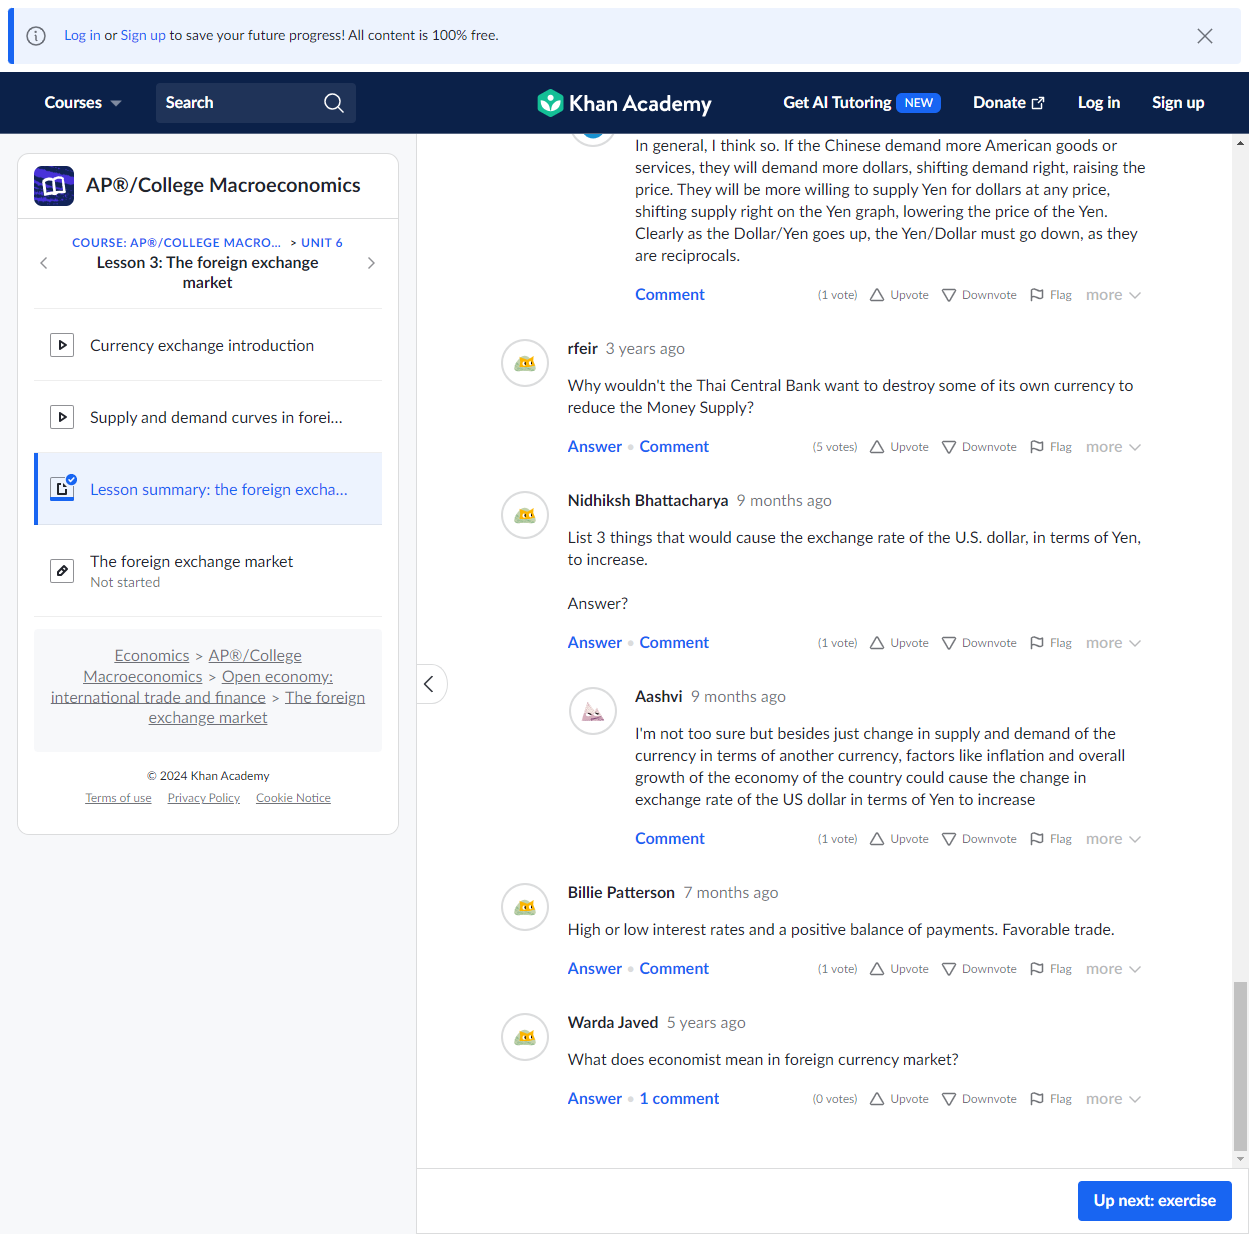 Log in or Sign up to save your future progress! All content is 100% free.
Courses
Search
Khan Academy
Get AI Tutoring NEW
Donate
Log in
Sign up
AP®/College Macroeconomics
COURSE: AP®/COLLEGE MACRO... > UNIT 6
Lesson 3: The foreign exchange
market
Currency exchange introduction
Supply and demand curves in forei...
Lesson summary: the foreign excha...
The foreign exchange market
Not started
Economics > AP®/College
Macroeconomics > Open economy:
international trade and finance > The foreign
exchange market
© 2024 Khan Academy
Terms of use Privacy Policy Cookie Notice
In general, I think so. If the Chinese demand more American goods or
services, they will demand more dollars, shifting demand right, raising the
price. They will be more willing to supply Yen for dollars at any price,
shifting supply right on the Yen graph, lowering the price of the Yen.
Clearly as the Dollar/Yen goes up, the Yen/Dollar must go down, as they
are reciprocals.
Comment (1 vote) Upvote Downvote Flag more
rfeir 3 years ago
Why wouldn't the Thai Central Bank want to destroy some of its own currency to
reduce the Money Supply?
Answer • Comment (5 votes) Upvote Downvote Flag more
Nidhiksh Bhattacharya 9 months ago
List 3 things that would cause the exchange rate of the U.S. dollar, in terms of Yen,
to increase.
Answer?
Answer • Comment (1 vote) Upvote Downvote Flag more
Aashvi 9 months ago
I'm not too sure but besides just change in supply and demand of the
currency in terms of another currency, factors like inflation and overall
growth of the economy of the country could cause the change in
exchange rate of the US dollar in terms of Yen to increase
Comment (1 vote) Upvote Downvote Flag more
Billie Patterson 7 months ago
High or low interest rates and a positive balance of payments. Favorable trade.
Answer • Comment (1 vote) Upvote Downvote Flag more
Warda Javed 5 years ago
What does economist mean in foreign currency market?
Answer • 1 comment (0 votes) Upvote Downvote Flag more
Up next: exercise